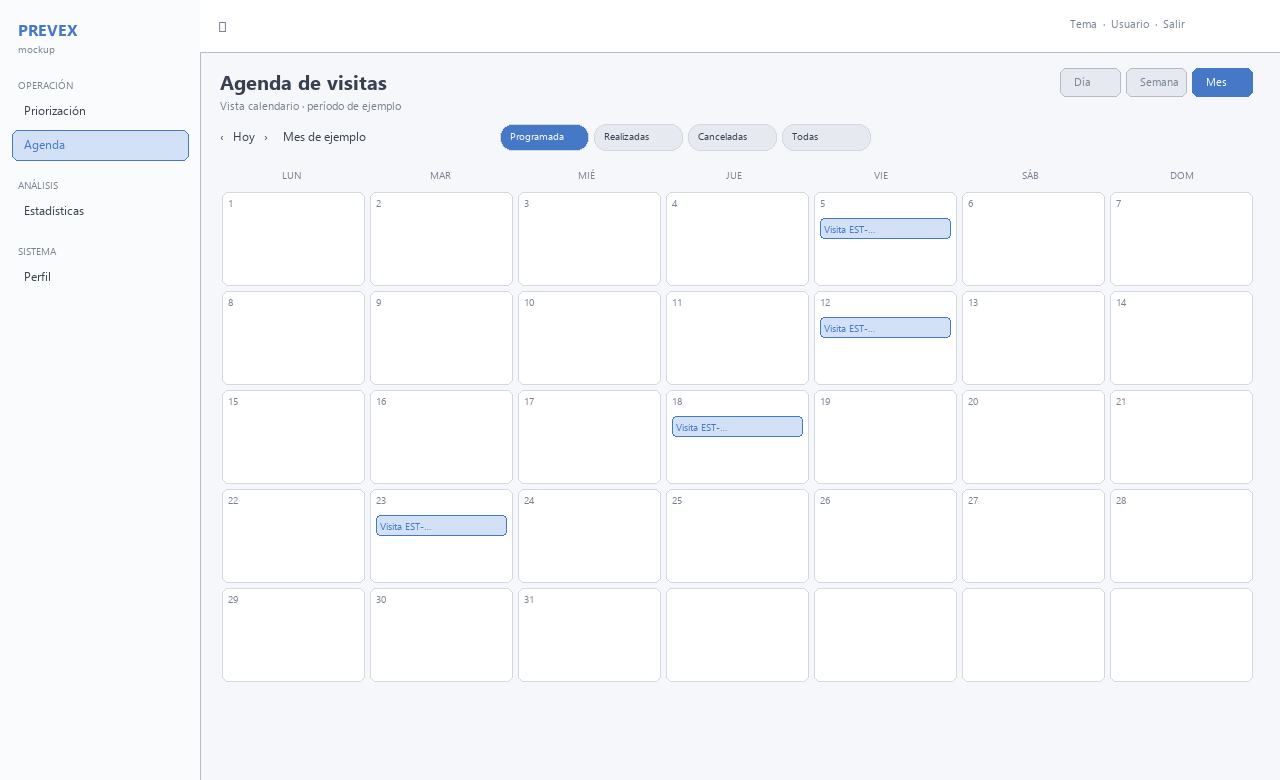 PREVEX
mockup
OPERACIÓN
Priorización
Agenda
ANÁLISIS
Estadísticas
SISTEMA
Perfil
Tema · Usuario · Salir
Agenda de visitas
Vista calendario · período de ejemplo
Día Semana Mes
‹ Hoy › Mes de ejemplo
Programada Realizadas Canceladas Todas
LUN MAR MIÉ JUE VIE SÁB DOM
1 2 3 4 5 6 7
Visita EST-...
8 9 10 11 12 13 14
Visita EST-...
15 16 17 18 19 20 21
Visita EST-...
22 23 24 25 26 27 28
Visita EST-...
29 30 31